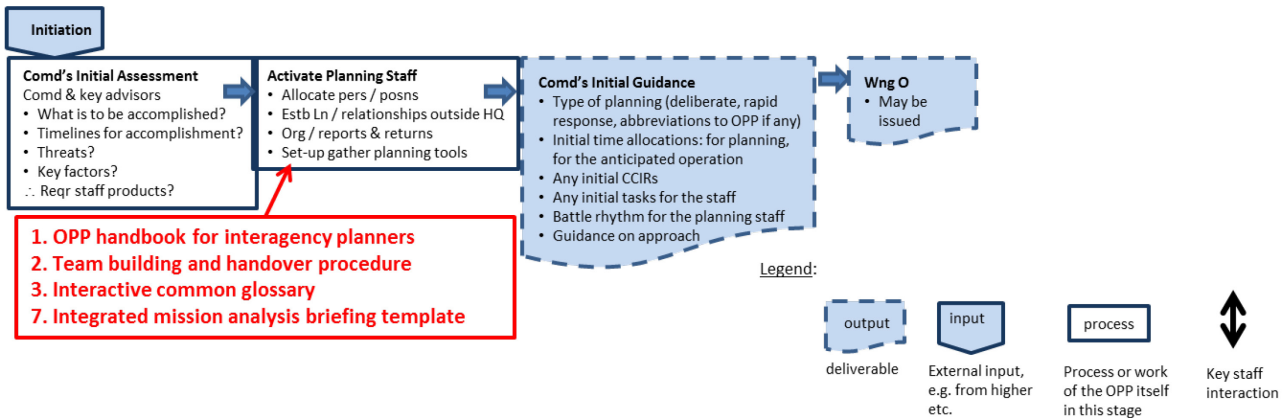 Initiation
Comd's Initial Assessment
Comd & key advisors
• What is to be accomplished?
• Timelines for accomplishment?
• Threats?
• Key factors?
∴ Reqr staff products?
Activate Planning Staff
• Allocate pers / posns
• Estb Ln / relationships outside HQ
• Org / reports & returns
• Set-up gather planning tools
Comd's Initial Guidance
• Type of planning (deliberate, rapid
response, abbreviations to OPP if any)
• Initial time allocations: for planning,
for the anticipated operation
• Any initial CCIRs
• Any initial tasks for the staff
• Battle rhythm for the planning staff
• Guidance on approach
Wng O
• May be
issued
1. OPP handbook for interagency planners
2. Team building and handover procedure
3. Interactive common glossary
7. Integrated mission analysis briefing template
Legend:
output
deliverable
input
External input,
e.g. from higher
etc.
process
Process or work
of the OPP itself
in this stage
Key staff
interaction